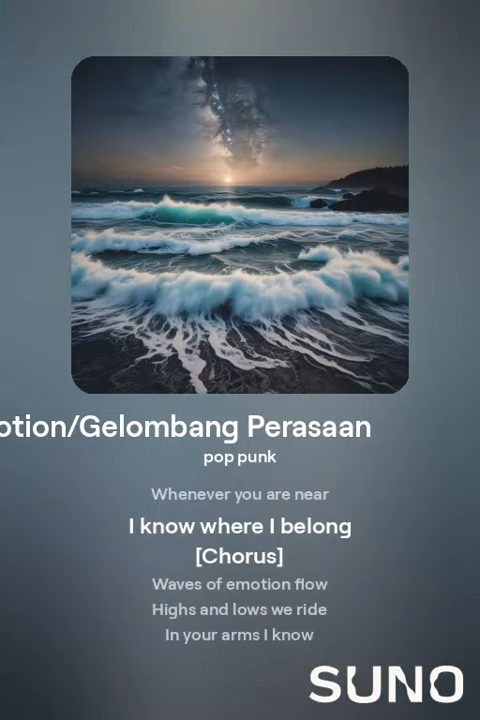 otion/Gelombang Perasaan
pop punk
Whenever you are near
I know where I belong
[Chorus]
Waves of emotion flow
Highs and lows we ride
In your arms I know
SUNO